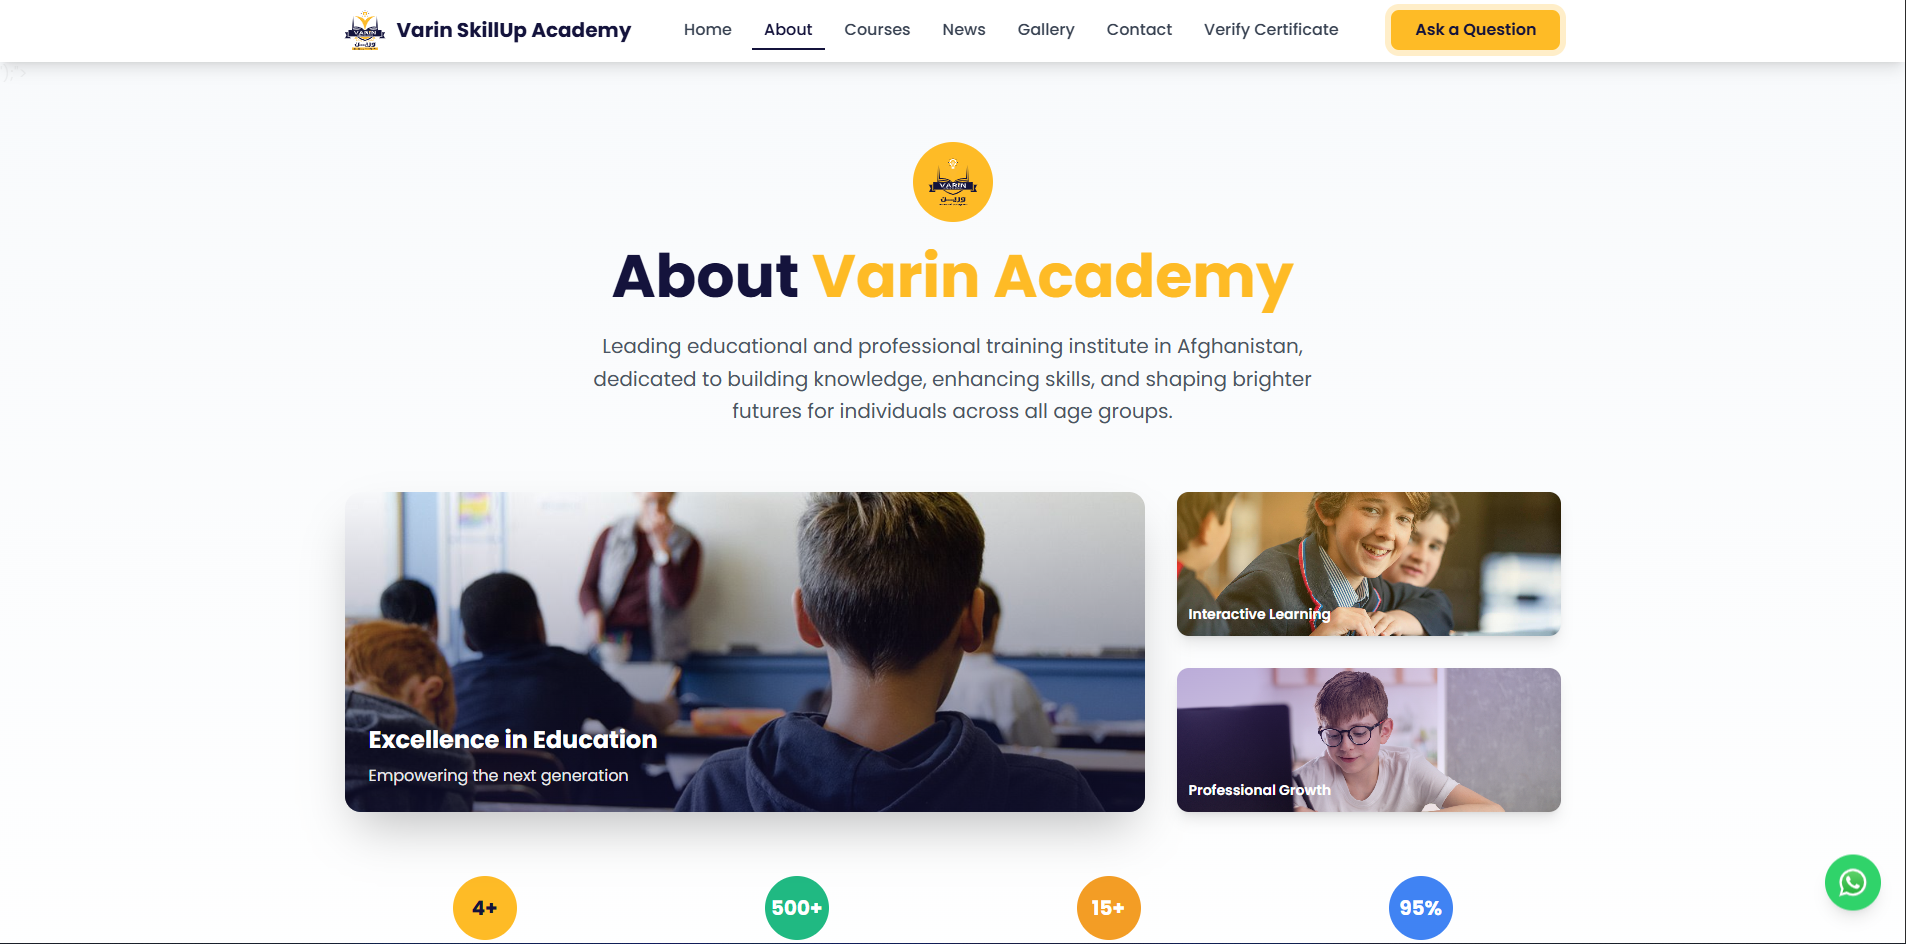 VARIN
وریـــن
Varin SkillUp Academy
Home
About
Courses
News
Gallery
Contact
Verify Certificate
Ask a Question
VARIN
وریـــن
About Varin Academy
Leading educational and professional training institute in Afghanistan,
dedicated to building knowledge, enhancing skills, and shaping brighter
futures for individuals across all age groups.
Excellence in Education
Empowering the next generation
Interactive Learning
Professional Growth
4+
500+
15+
95%